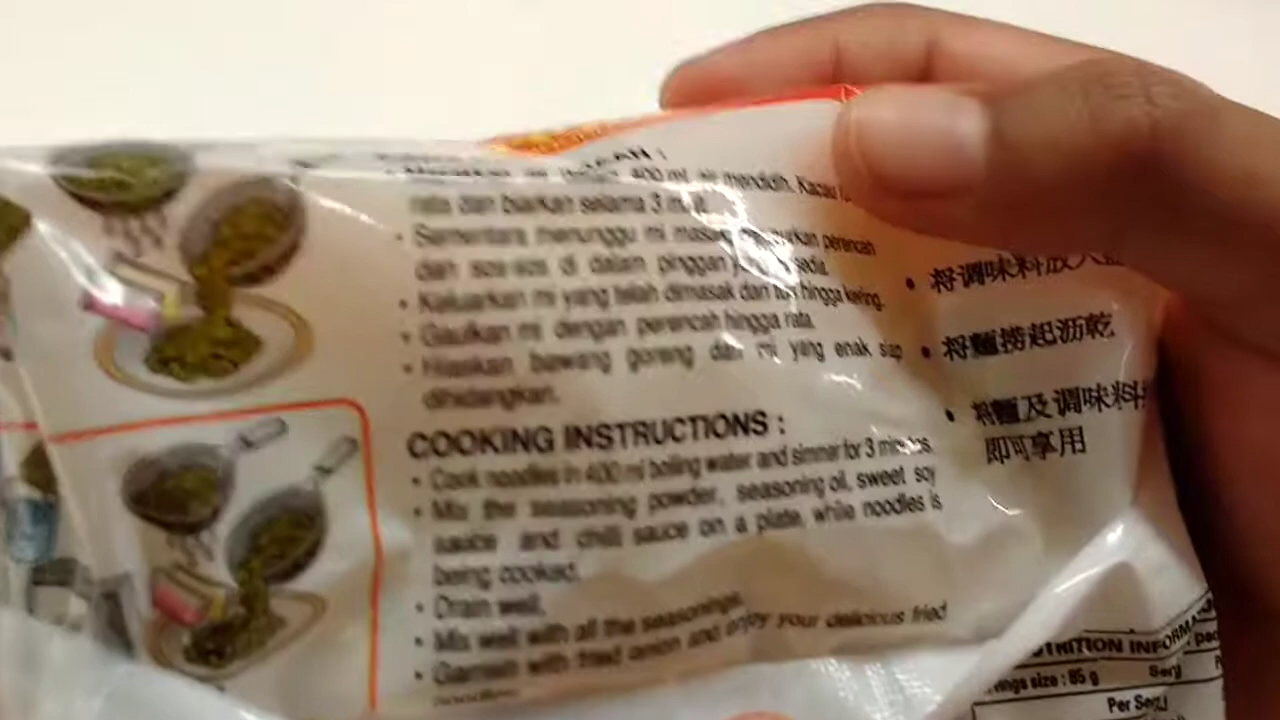 400 ml air mendidih. Kacau
rata dan biarkan selama 3 minit.
• Sementara menunggu mi masak perencah
dan sos-sos di dalam pinggan
• Keluarkan mi yang telah dimasak dan hingga kering.
• Gaulkan mi dengan perencah hingga rata.
• Hiaskan bawang goreng dan mi yang enak siap
dihidangkan.
COOKING INSTRUCTIONS :
• Cook noodles in 400 ml boiling water and simmer for 3 minutes.
• Mix the seasoning powder, seasoning oil, sweet soy
sauce and chilli sauce on a plate, while noodles is
being cooked.
• Drain well.
• Mix well with all the seasonings.
• Garnish with fried onion and enjoy your delicious fried
noodles.
• 将调味料放入
• 将麵捞起沥乾
• 将麵及调味料
即可享用
NUTRITION INFORMA
size : 85 g
Per